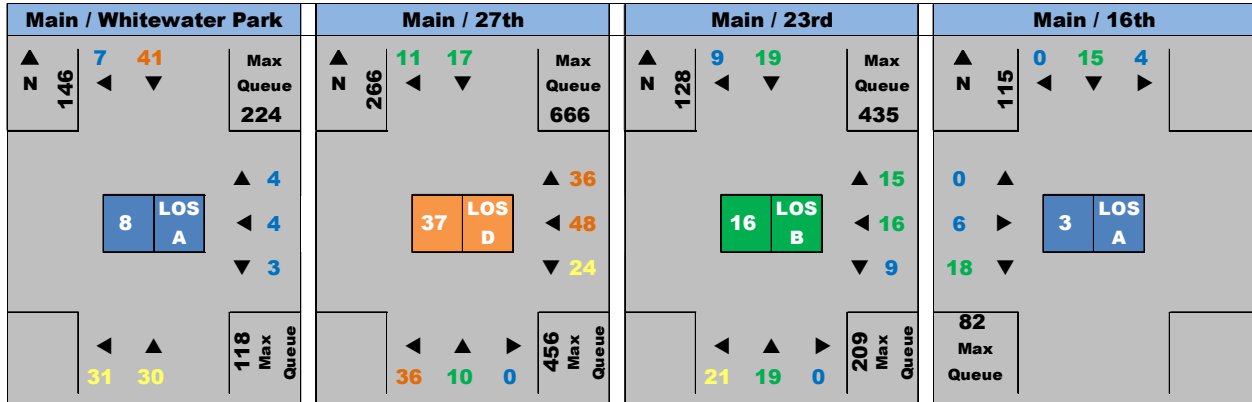 Main / Whitewater Park
▲ 7 41 Max
N 146 ◄ ▼ Queue
224
▲ 4
8 LOS ◄ 4
A
▼ 3
◄ ▲ 118 Max Queue
31 30
Main / 27th
▲ 11 17 Max
N 266 ◄ ▼ Queue
666
▲ 36
37 LOS ◄ 48
D
▼ 24
◄ ▲ ► 456 Max Queue
36 10 0
Main / 23rd
▲ 9 19 Max
N 128 ◄ ▼ Queue
435
▲ 15
16 LOS ◄ 16
B
▼ 9
◄ ▲ ► 209 Max Queue
21 19 0
Main / 16th
▲ 0 15 4
N 115 ◄ ▼ ►
0 ▲
6 ► 3 LOS
A
18 ▼
82
Max
Queue